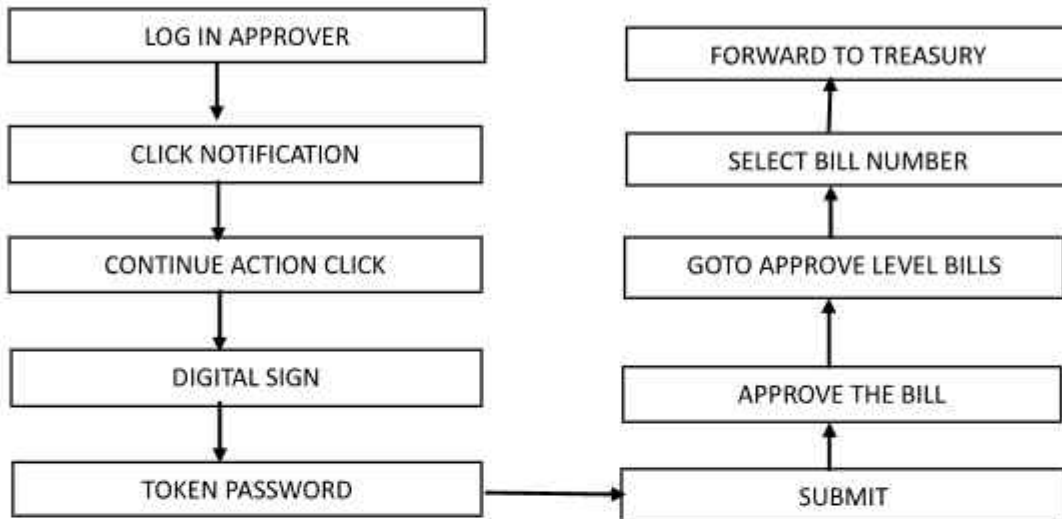 LOG IN APPROVER
CLICK NOTIFICATION
CONTINUE ACTION CLICK
DIGITAL SIGN
TOKEN PASSWORD
SUBMIT
APPROVE THE BILL
GOTO APPROVE LEVEL BILLS
SELECT BILL NUMBER
FORWARD TO TREASURY